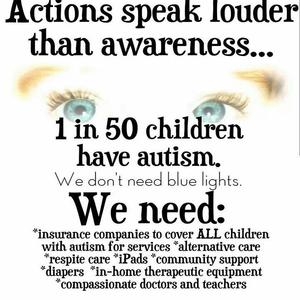 Actions speak louder
than awareness...
1 in 50 children
have autism.
We don't need blue lights.
We need:
*insurance companies to cover ALL children
with autism for services *alternative care
*respite care *iPads *community support
*diapers *in-home therapeutic equipment
*compassionate doctors and teachers